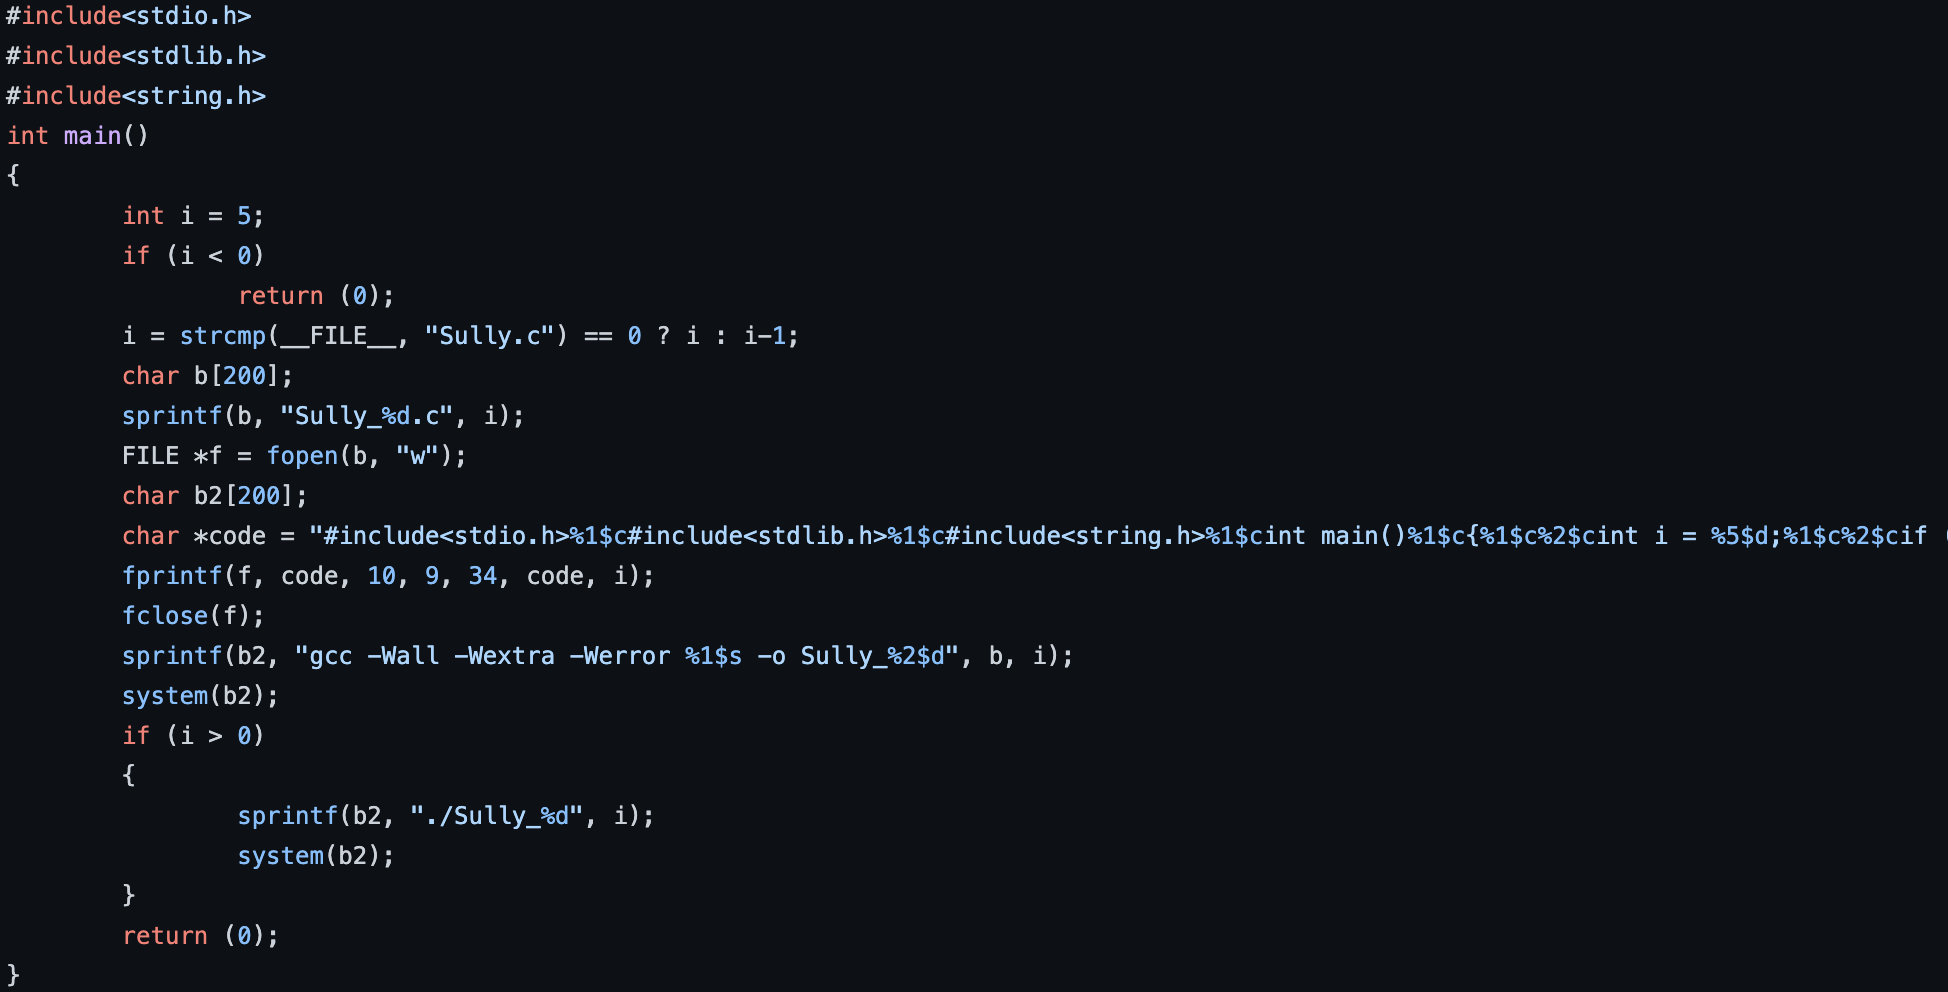 #include<stdio.h>
#include<stdlib.h>
#include<string.h>
int main()
{
int i = 5;
if (i < 0)
return (0);
i = strcmp(__FILE__, "Sully.c") == 0 ? i : i-1;
char b[200];
sprintf(b, "Sully_%d.c", i);
FILE *f = fopen(b, "w");
char b2[200];
char *code = "#include<stdio.h>%1$c#include<stdlib.h>%1$c#include<string.h>%1$cint main()%1$c{%1$c%2$cint i = %5$d;%1$c%2$cif (
fprintf(f, code, 10, 9, 34, code, i);
fclose(f);
sprintf(b2, "gcc -Wall -Wextra -Werror %1$s -o Sully_%2$d", b, i);
system(b2);
if (i > 0)
{
sprintf(b2, "./Sully_%d", i);
system(b2);
}
return (0);
}